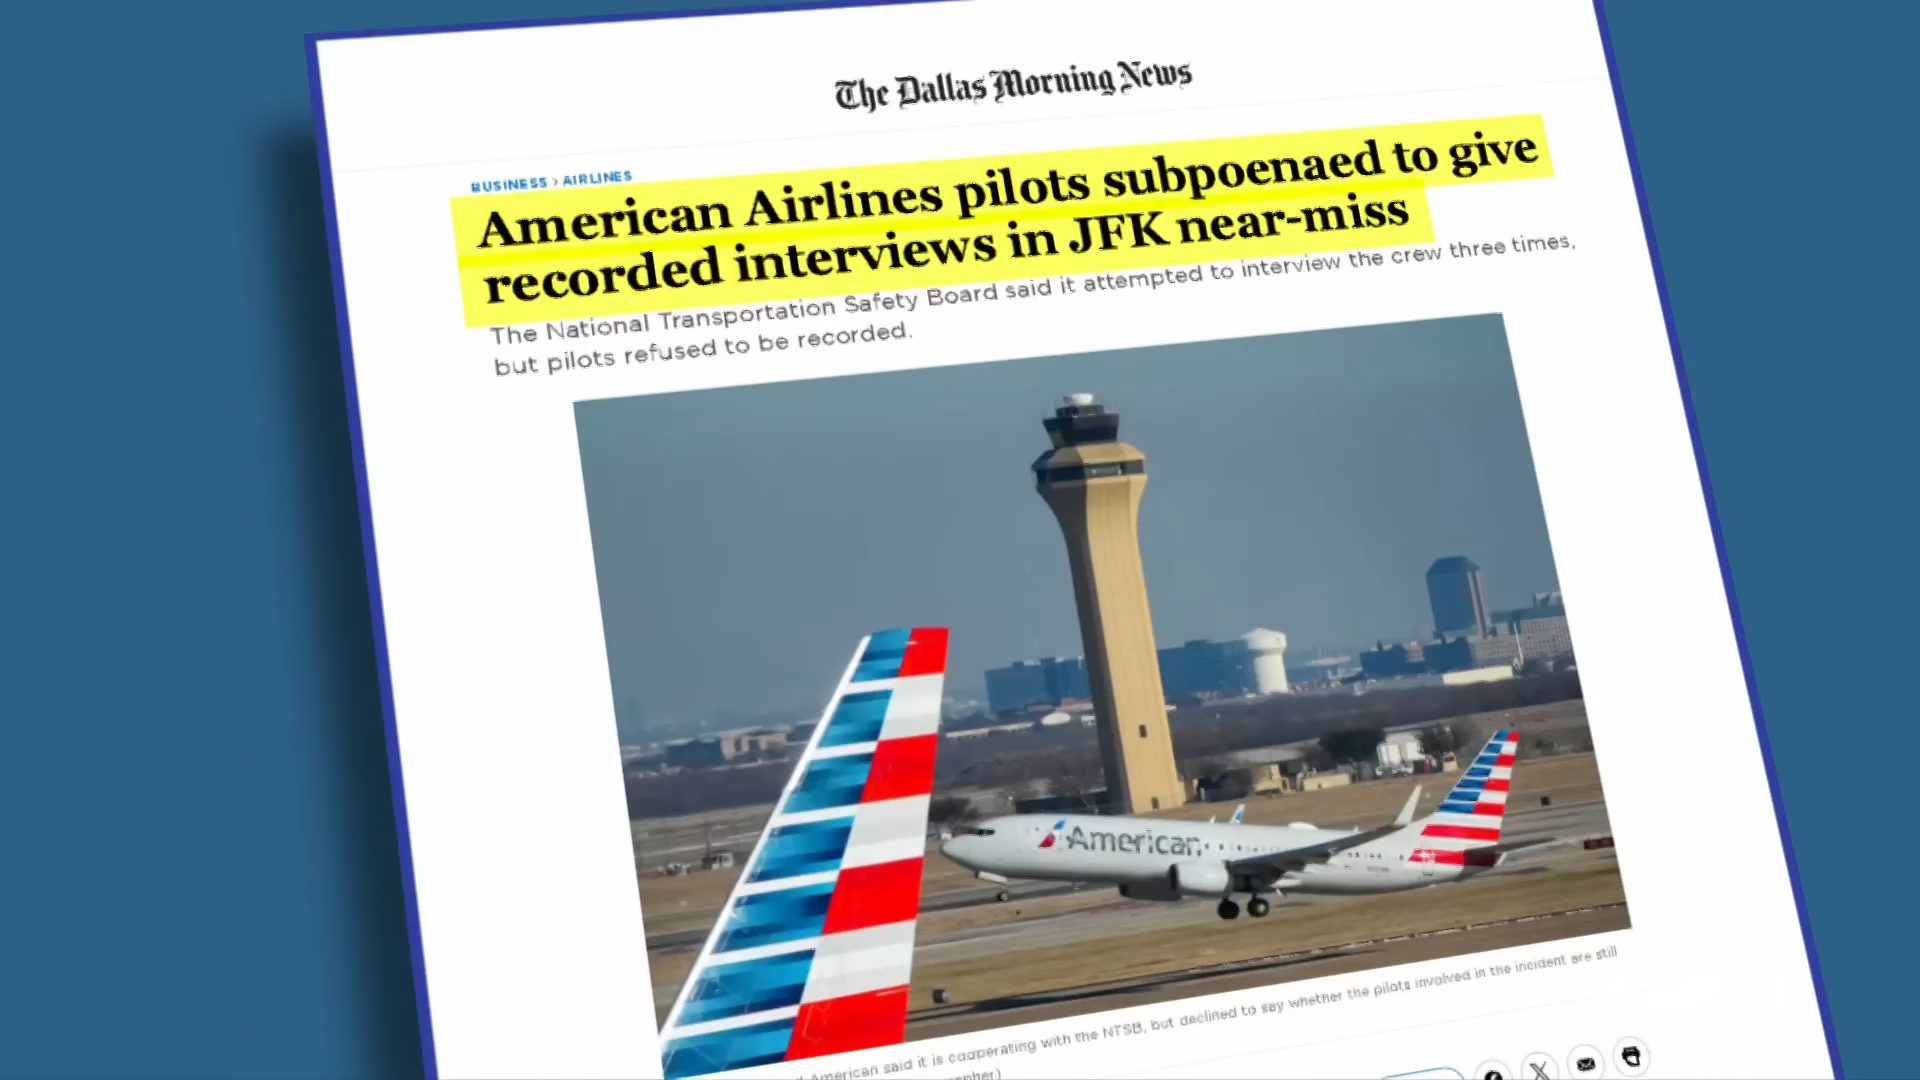 The Dallas Morning News
BUSINESS > AIRLINES
American Airlines pilots subpoenaed to give
recorded interviews in JFK near-miss
The National Transportation Safety Board said it attempted to interview the crew three times,
but pilots refused to be recorded.
American
American said it is cooperating with the NTSB, but declined to say whether the pilots involved in the incident are still